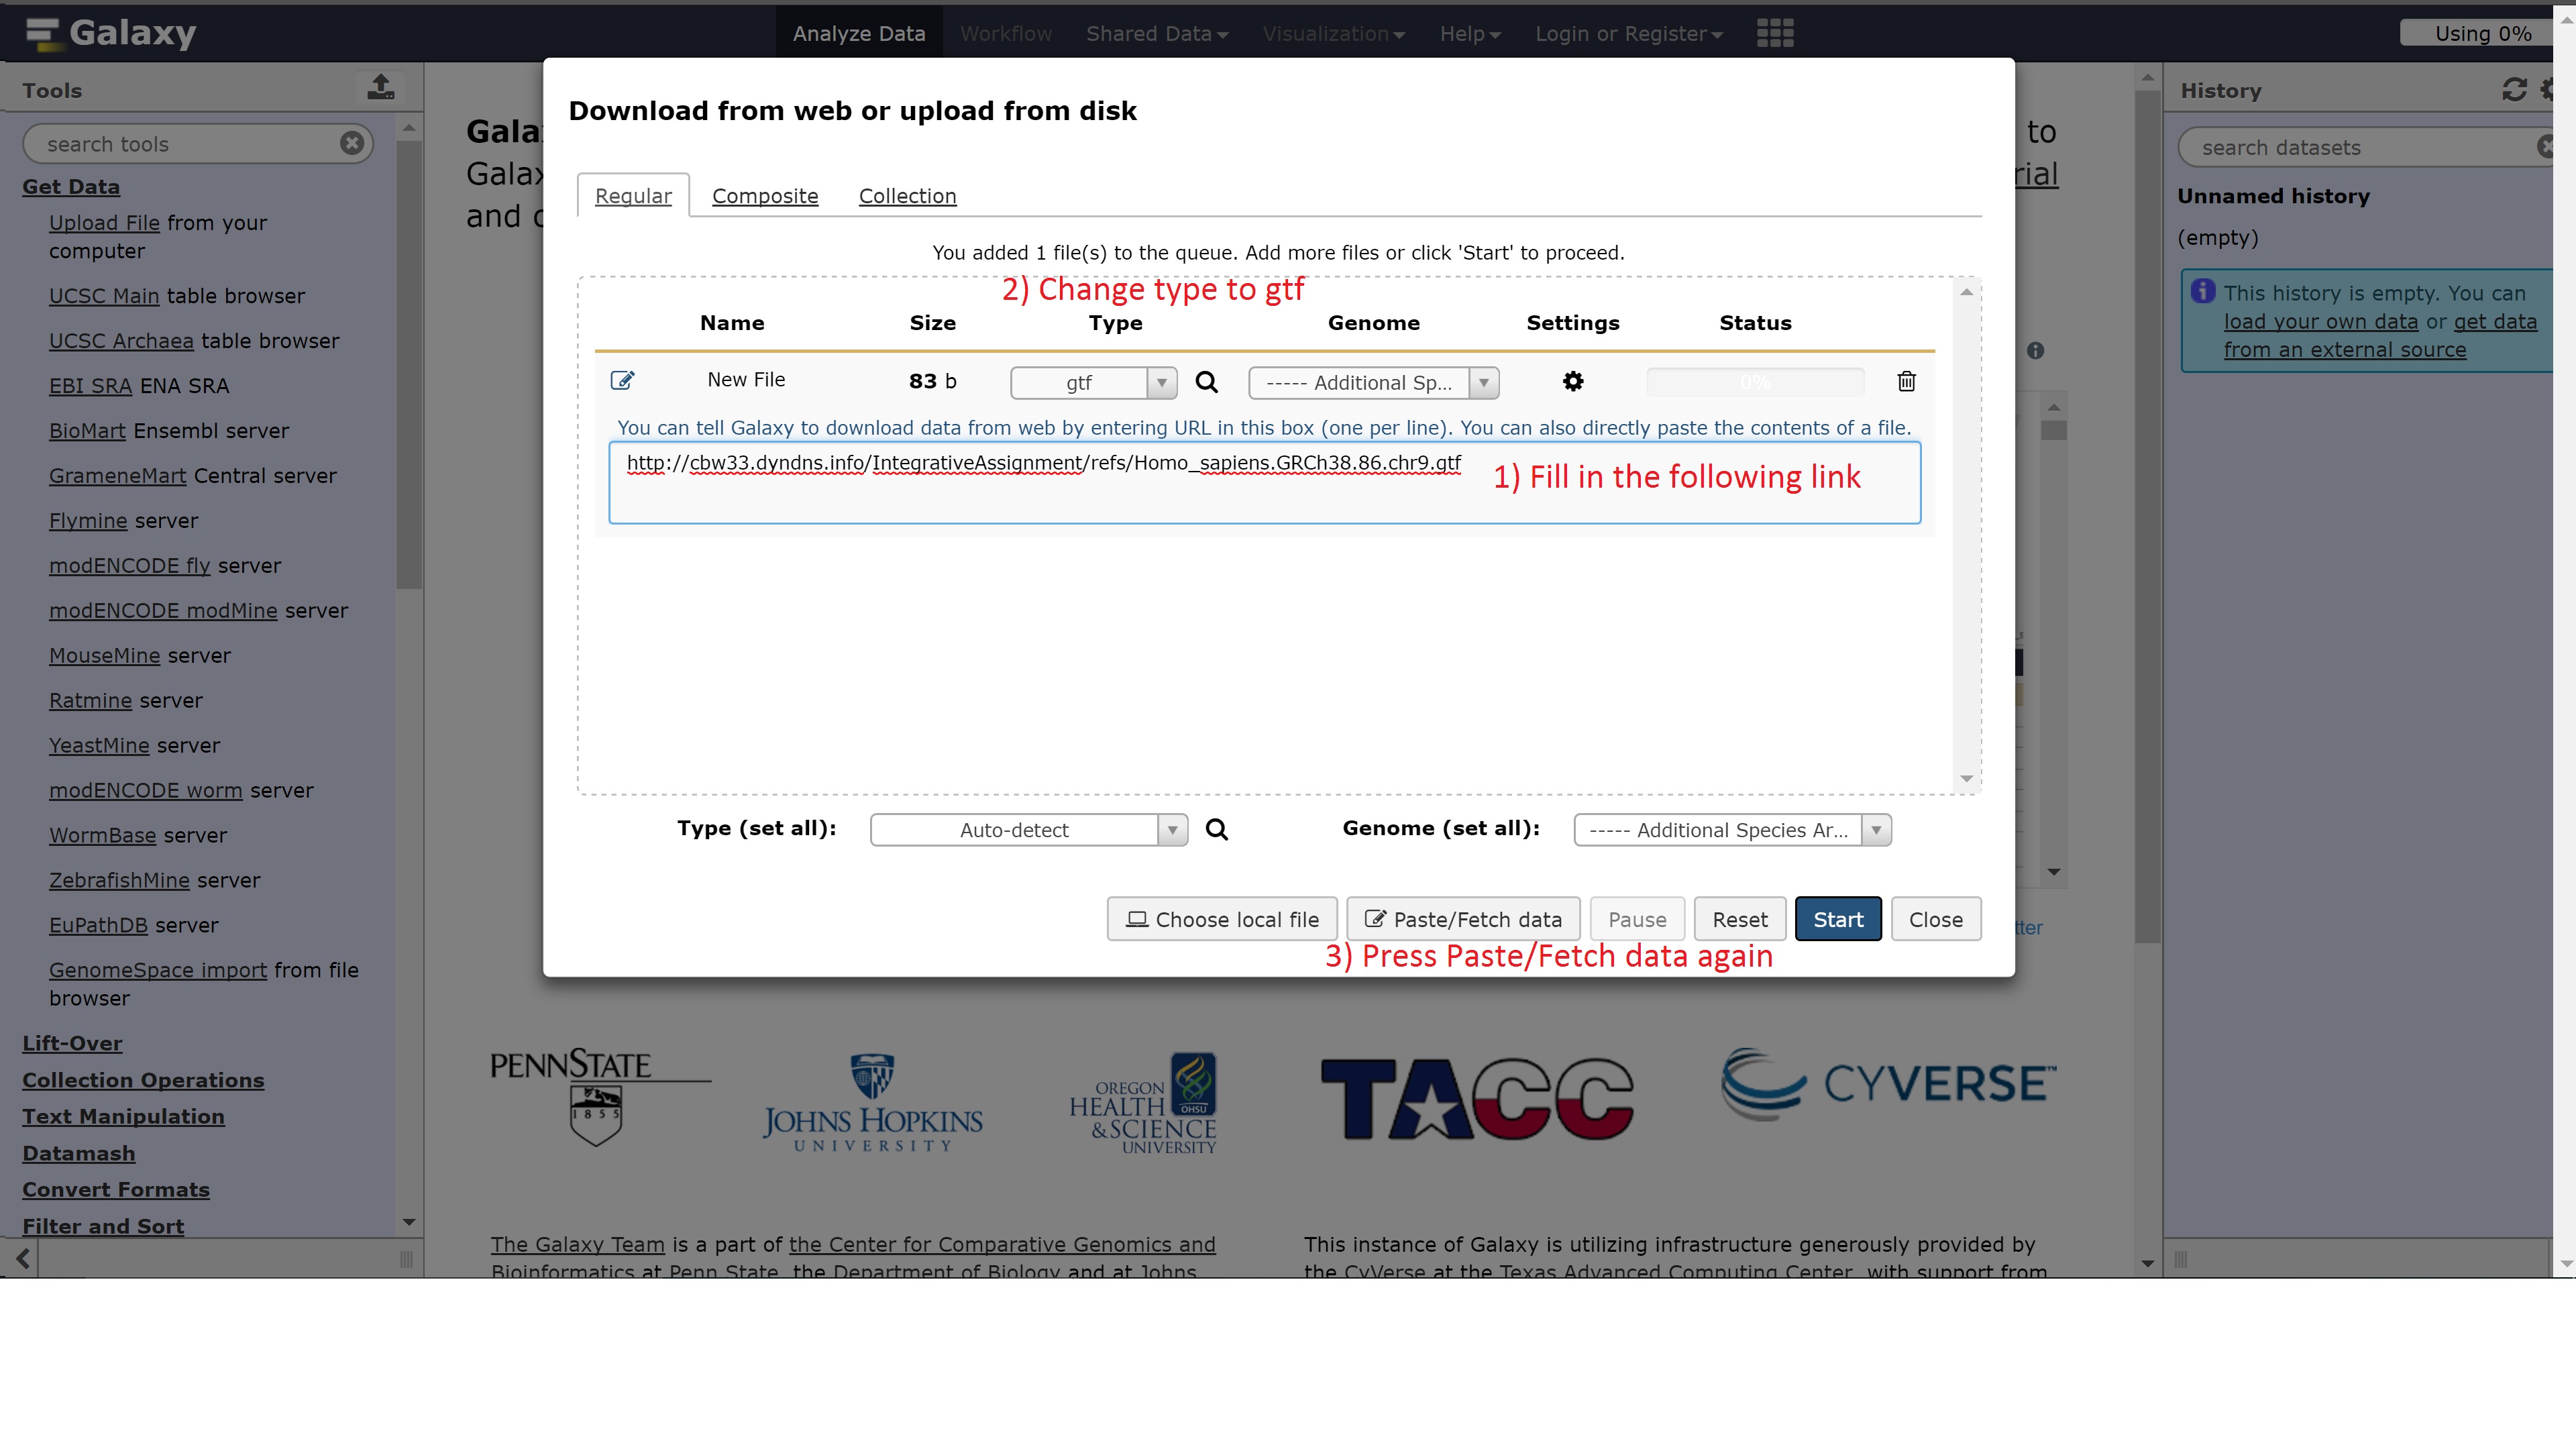 Galaxy
Analyze Data Workflow Shared Data Visualization Help Login or Register Using 0%
Tools
search tools
Get Data
Upload File from your
computer
UCSC Main table browser
UCSC Archaea table browser
EBI SRA ENA SRA
BioMart Ensembl server
GrameneMart Central server
Flymine server
modENCODE fly server
modENCODE modMine server
MouseMine server
Ratmine server
YeastMine server
modENCODE worm server
WormBase server
ZebrafishMine server
EuPathDB server
GenomeSpace import from file
browser
Lift-Over
Collection Operations
Text Manipulation
Datamash
Convert Formats
Filter and Sort
Download from web or upload from disk
Regular Composite Collection
You added 1 file(s) to the queue. Add more files or click 'Start' to proceed.
2) Change type to gtf
Name Size Type Genome Settings Status
New File 83 b gtf ----- Additional Sp... 0%
You can tell Galaxy to download data from web by entering URL in this box (one per line). You can also directly paste the contents of a file.
http://cbw33.dyndns.info/IntegrativeAssignment/refs/Homo_sapiens.GRCh38.86.chr9.gtf
1) Fill in the following link
Type (set all): Auto-detect Genome (set all): ----- Additional Species Ar...
Choose local file Paste/Fetch data Pause Reset Start Close
3) Press Paste/Fetch data again
to
and
PENNSTATE
1855
JOHNS HOPKINS
UNIVERSITY
OREGON
HEALTH
&SCIENCE
UNIVERSITY
OHSU
TACC
CYVERSE™
The Galaxy Team is a part of the Center for Comparative Genomics and
Bioinformatics at Penn State, the Department of Biology and at Johns
This instance of Galaxy is utilizing infrastructure generously provided by
the CyVerse at the Texas Advanced Computing Center, with support from
History
search datasets
Unnamed history
(empty)
This history is empty. You can
load your own data or get data
from an external source